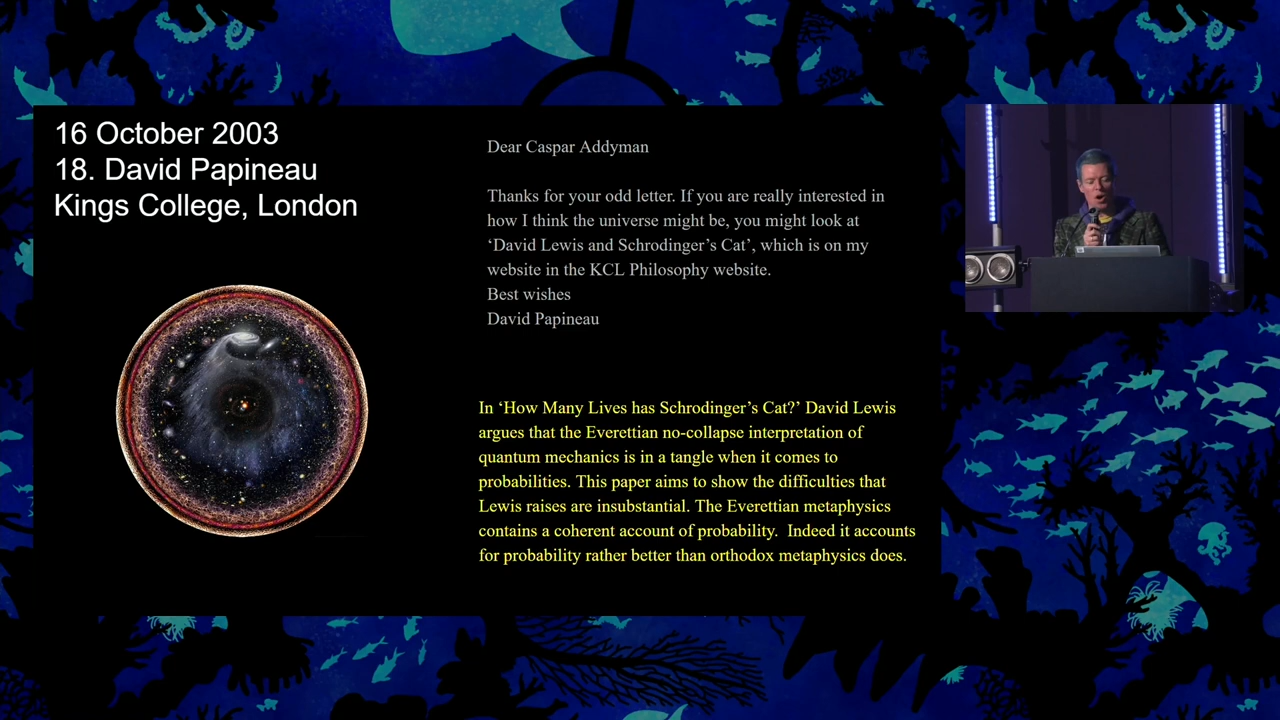 16 October 2003
18. David Papineau
Kings College, London
Dear Caspar Addyman
Thanks for your odd letter. If you are really interested in
how I think the universe might be, you might look at
‘David Lewis and Schrodinger’s Cat’, which is on my
website in the KCL Philosophy website.
Best wishes
David Papineau
In ‘How Many Lives has Schrodinger’s Cat?’ David Lewis
argues that the Everettian no-collapse interpretation of
quantum mechanics is in a tangle when it comes to
probabilities. This paper aims to show the difficulties that
Lewis raises are insubstantial. The Everettian metaphysics
contains a coherent account of probability.  Indeed it accounts
for probability rather better than orthodox metaphysics does.